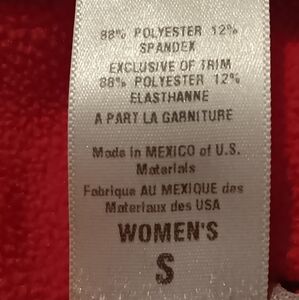 88% POLYESTER 12%
SPANDEX
EXCLUSIVE OF TRIM
88% POLYESTER 12%
ELASTHANNE
A PART LA GARNITURE
Made in MEXICO of U.S.
Materials
Fabrique AU MEXIQUE des
Materiaux des USA
WOMEN'S
S